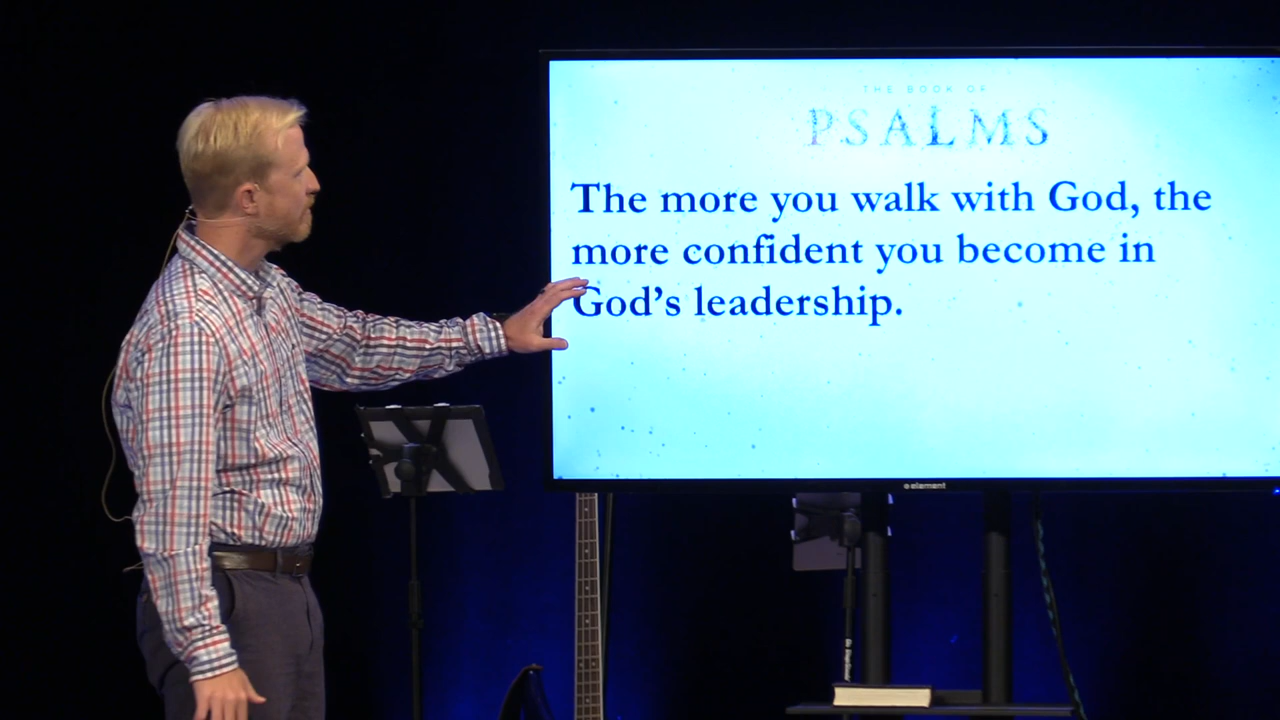 THE BOOK OF
PSALMS
The more you walk with God, the
more confident you become in
God's leadership.
element